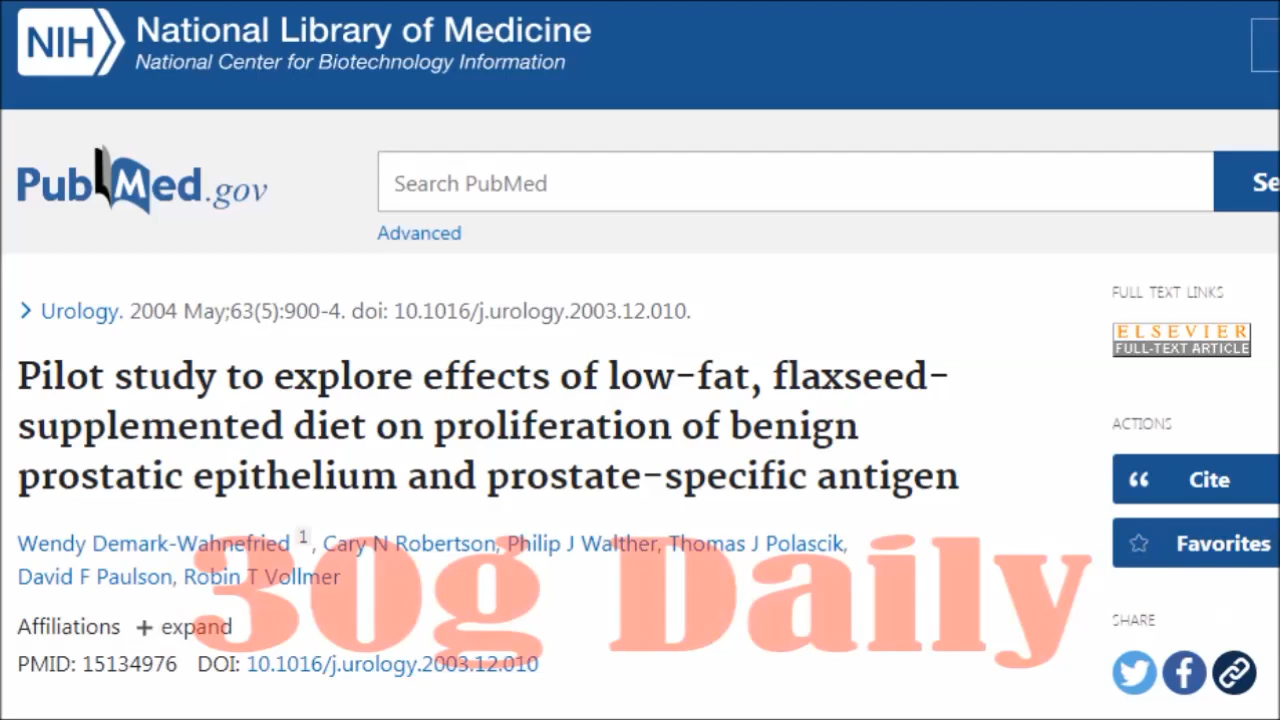 NIH National Library of Medicine
National Center for Biotechnology Information
PubMed.gov
Search PubMed
Se
Advanced
Urology. 2004 May;63(5):900-4. doi: 10.1016/j.urology.2003.12.010.
Pilot study to explore effects of low-fat, flaxseed-
supplemented diet on proliferation of benign
prostatic epithelium and prostate-specific antigen
Wendy Demark-Wahnefried 1, Cary N Robertson, Philip J Walther, Thomas J Polascik,
David F Paulson, Robin T Vollmer
30g Daily
Affiliations + expand
PMID: 15134976 DOI: 10.1016/j.urology.2003.12.010
FULL TEXT LINKS
ELSEVIER
FULL-TEXT ARTICLE
ACTIONS
Cite
Favorites
SHARE